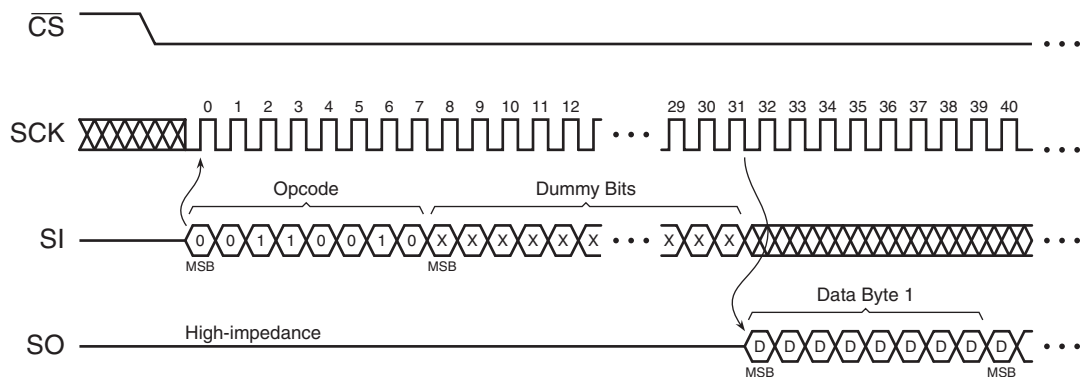 CS
0 1 2 3 4 5 6 7 8 9 10 11 12 29 30 31 32 33 34 35 36 37 38 39 40
SCK
Opcode Dummy Bits
SI 0 0 1 1 0 0 1 0 X X X X X X X X X
MSB MSB
Data Byte 1
High-impedance
SO D D D D D D D D D
MSB MSB